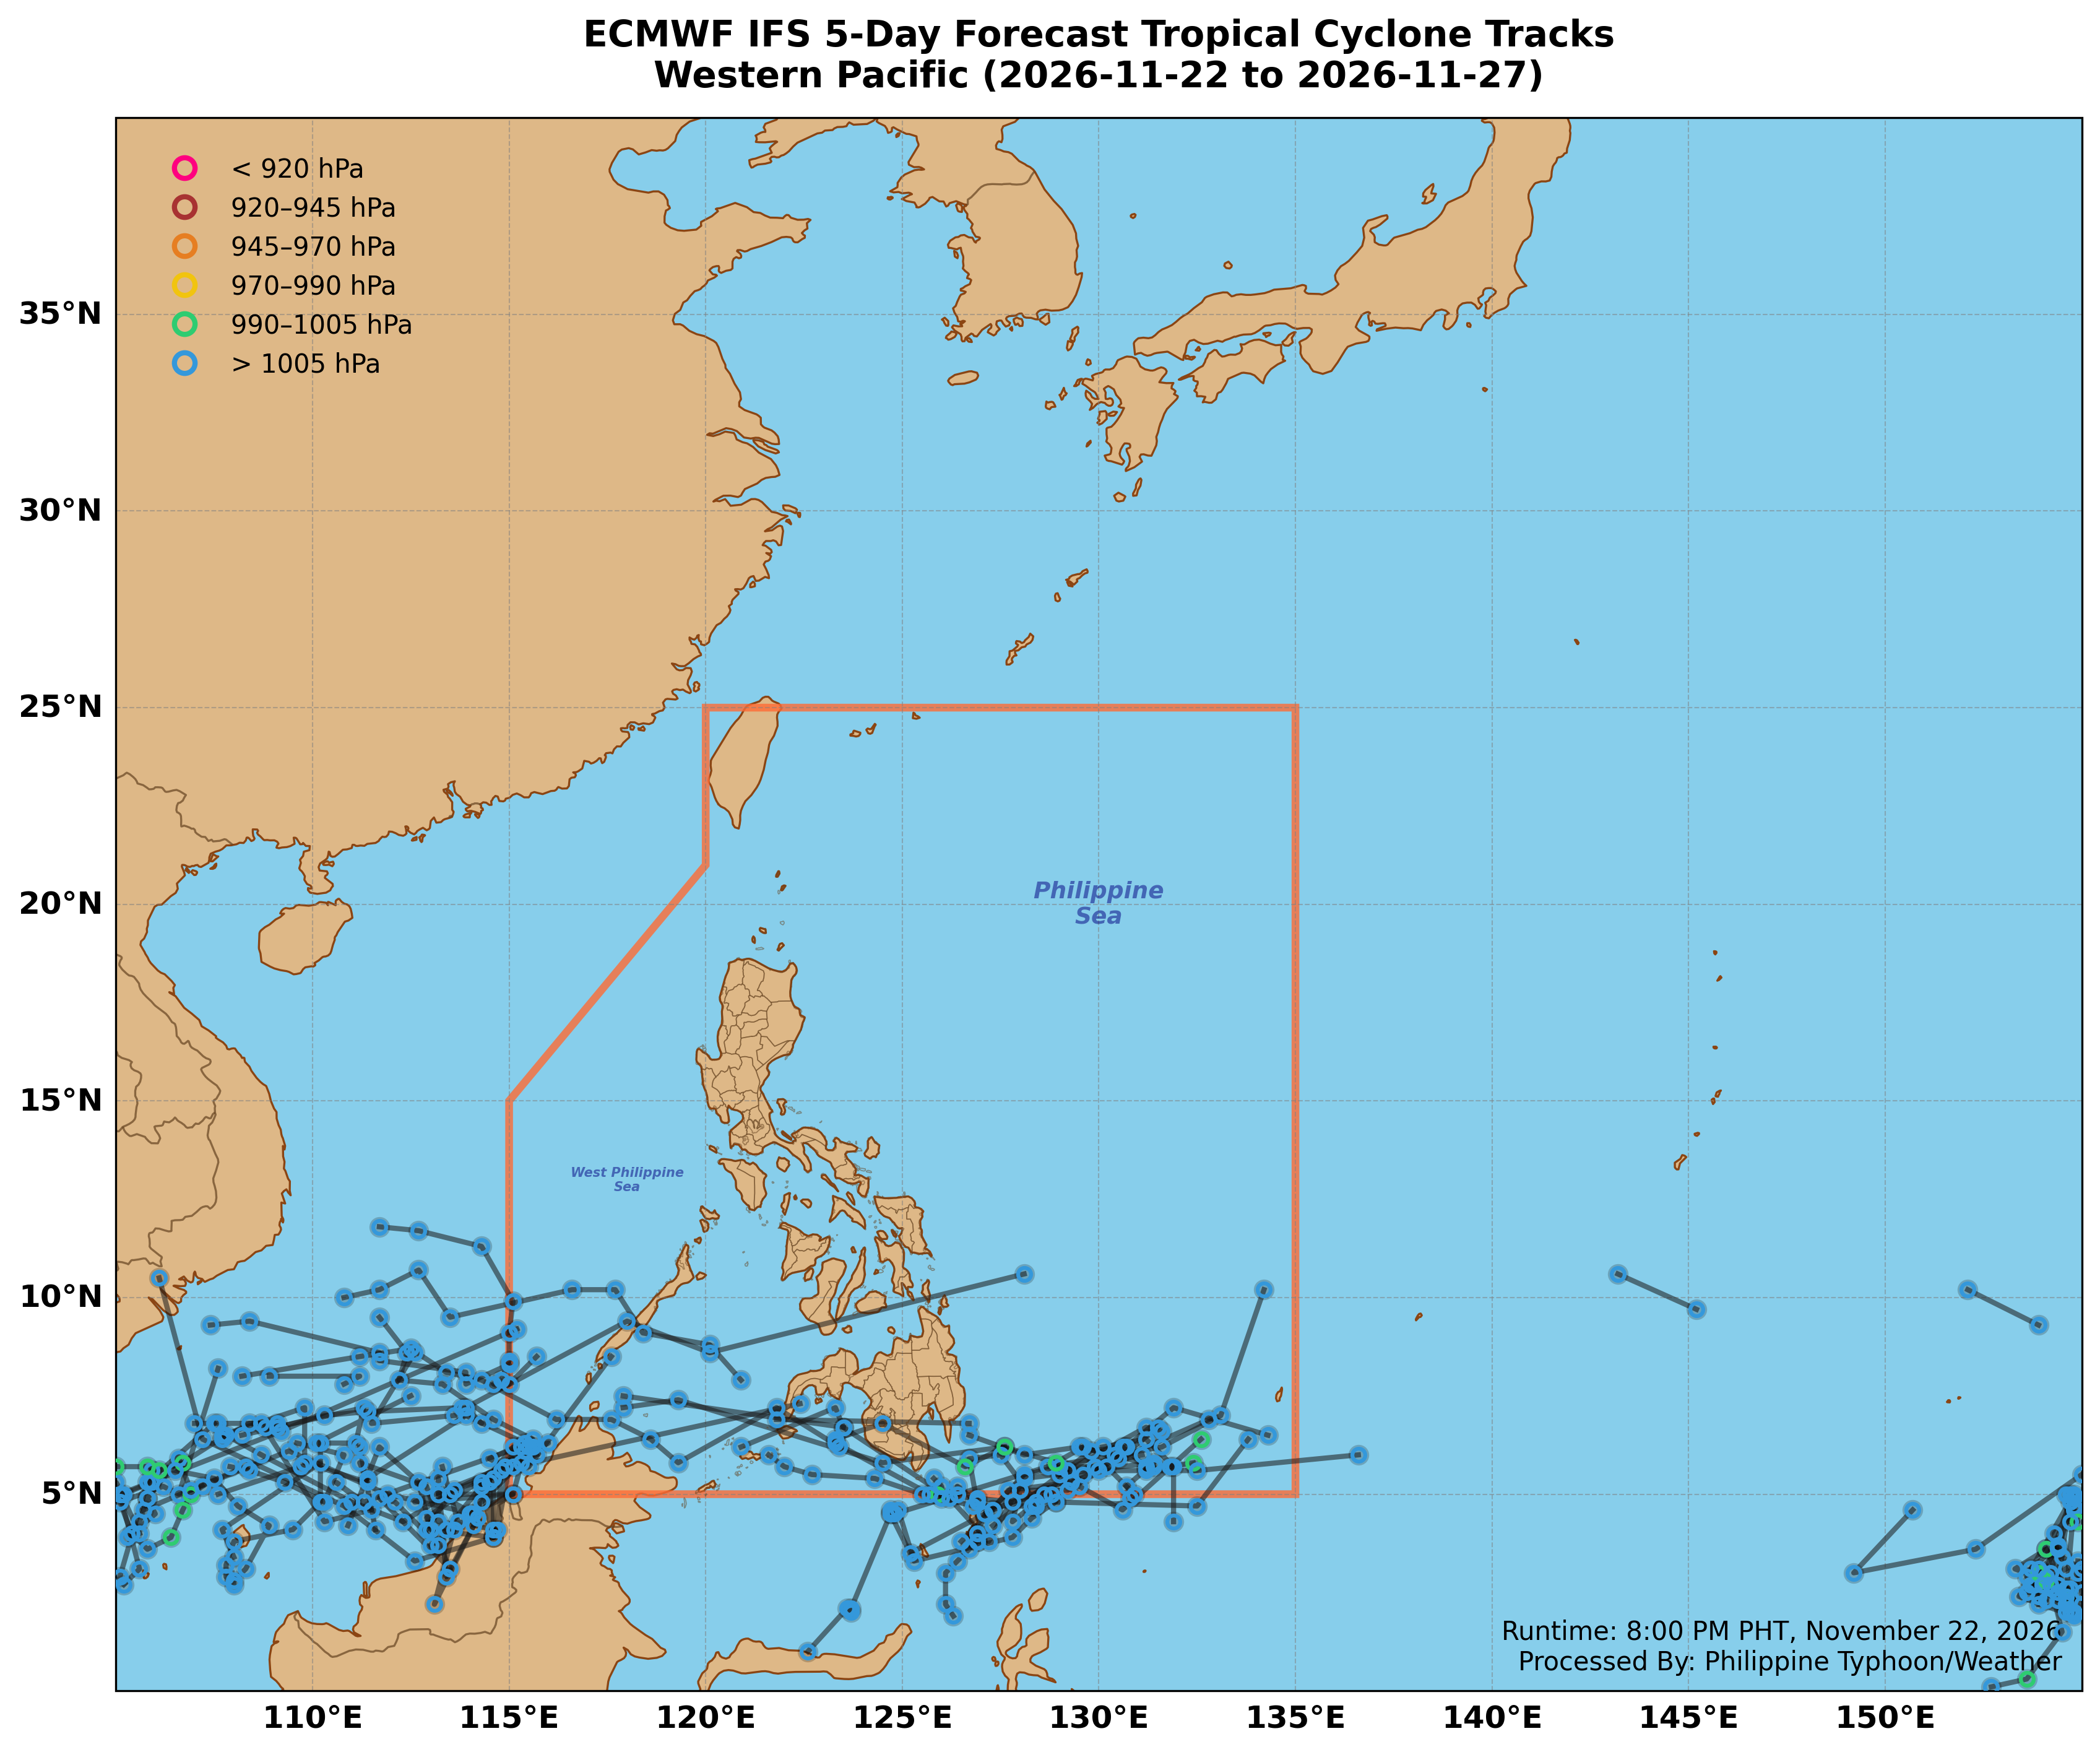 ECMWF IFS 5-Day Forecast Tropical Cyclone Tracks
Western Pacific (2026-11-22 to 2026-11-27)
< 920 hPa
920–945 hPa
945–970 hPa
970–990 hPa
990–1005 hPa
> 1005 hPa
35°N
30°N
25°N
20°N
15°N
10°N
5°N
Philippine
Sea
West Philippine
Sea
Runtime: 8:00 PM PHT, November 22, 2026
Processed By: Philippine Typhoon/Weather
110°E
115°E
120°E
125°E
130°E
135°E
140°E
145°E
150°E